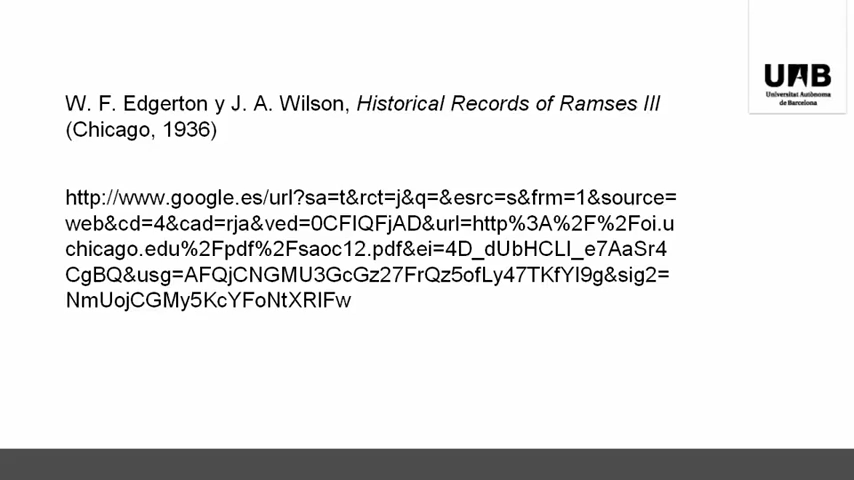 UAB
Universitat Autònoma
de Barcelona
W. F. Edgerton y J. A. Wilson, Historical Records of Ramses III
(Chicago, 1936)
http://www.google.es/url?sa=t&rct=j&q=&esrc=s&frm=1&source=
web&cd=4&cad=rja&ved=0CFIQFjAD&url=http%3A%2F%2Foi.u
chicago.edu%2Fpdf%2Fsaoc12.pdf&ei=4D_dUbHCLI_e7AaSr4
CgBQ&usg=AFQjCNGMU3GcGz27FrQz5ofLy47TKfYI9g&sig2=
NmUojCGMy5KcYFoNtXRIFw